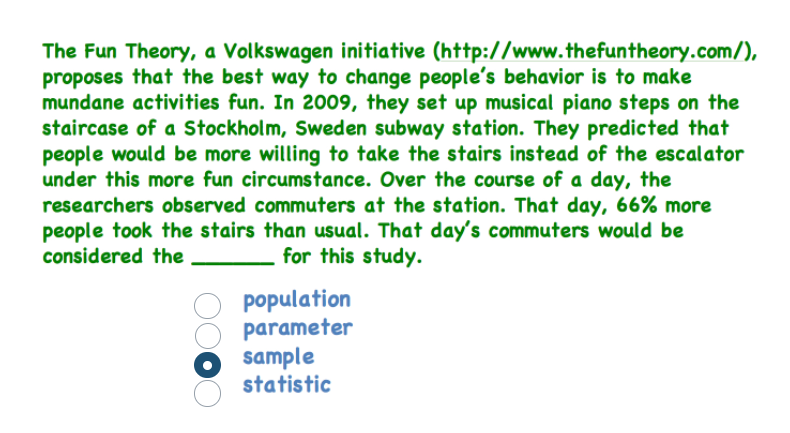 The Fun Theory, a Volkswagen initiative (http://www.thefuntheory.com/),
proposes that the best way to change people's behavior is to make
mundane activities fun. In 2009, they set up musical piano steps on the
staircase of a Stockholm, Sweden subway station. They predicted that
people would be more willing to take the stairs instead of the escalator
under this more fun circumstance. Over the course of a day, the
researchers observed commuters at the station. That day, 66% more
people took the stairs than usual. That day's commuters would be
considered the ________ for this study.
population
parameter
sample
statistic